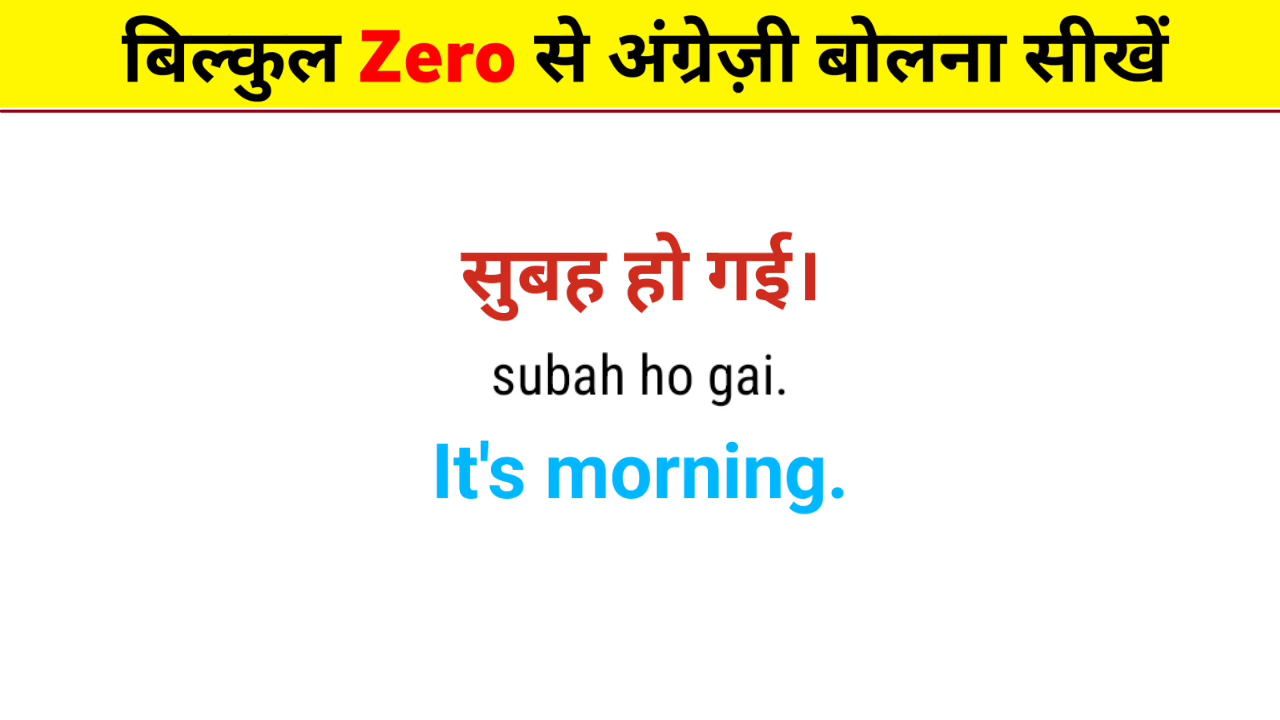 बिल्कुल Zero से अंग्रेज़ी बोलना सीखें
सुबह हो गई।
subah ho gai.
It's morning.